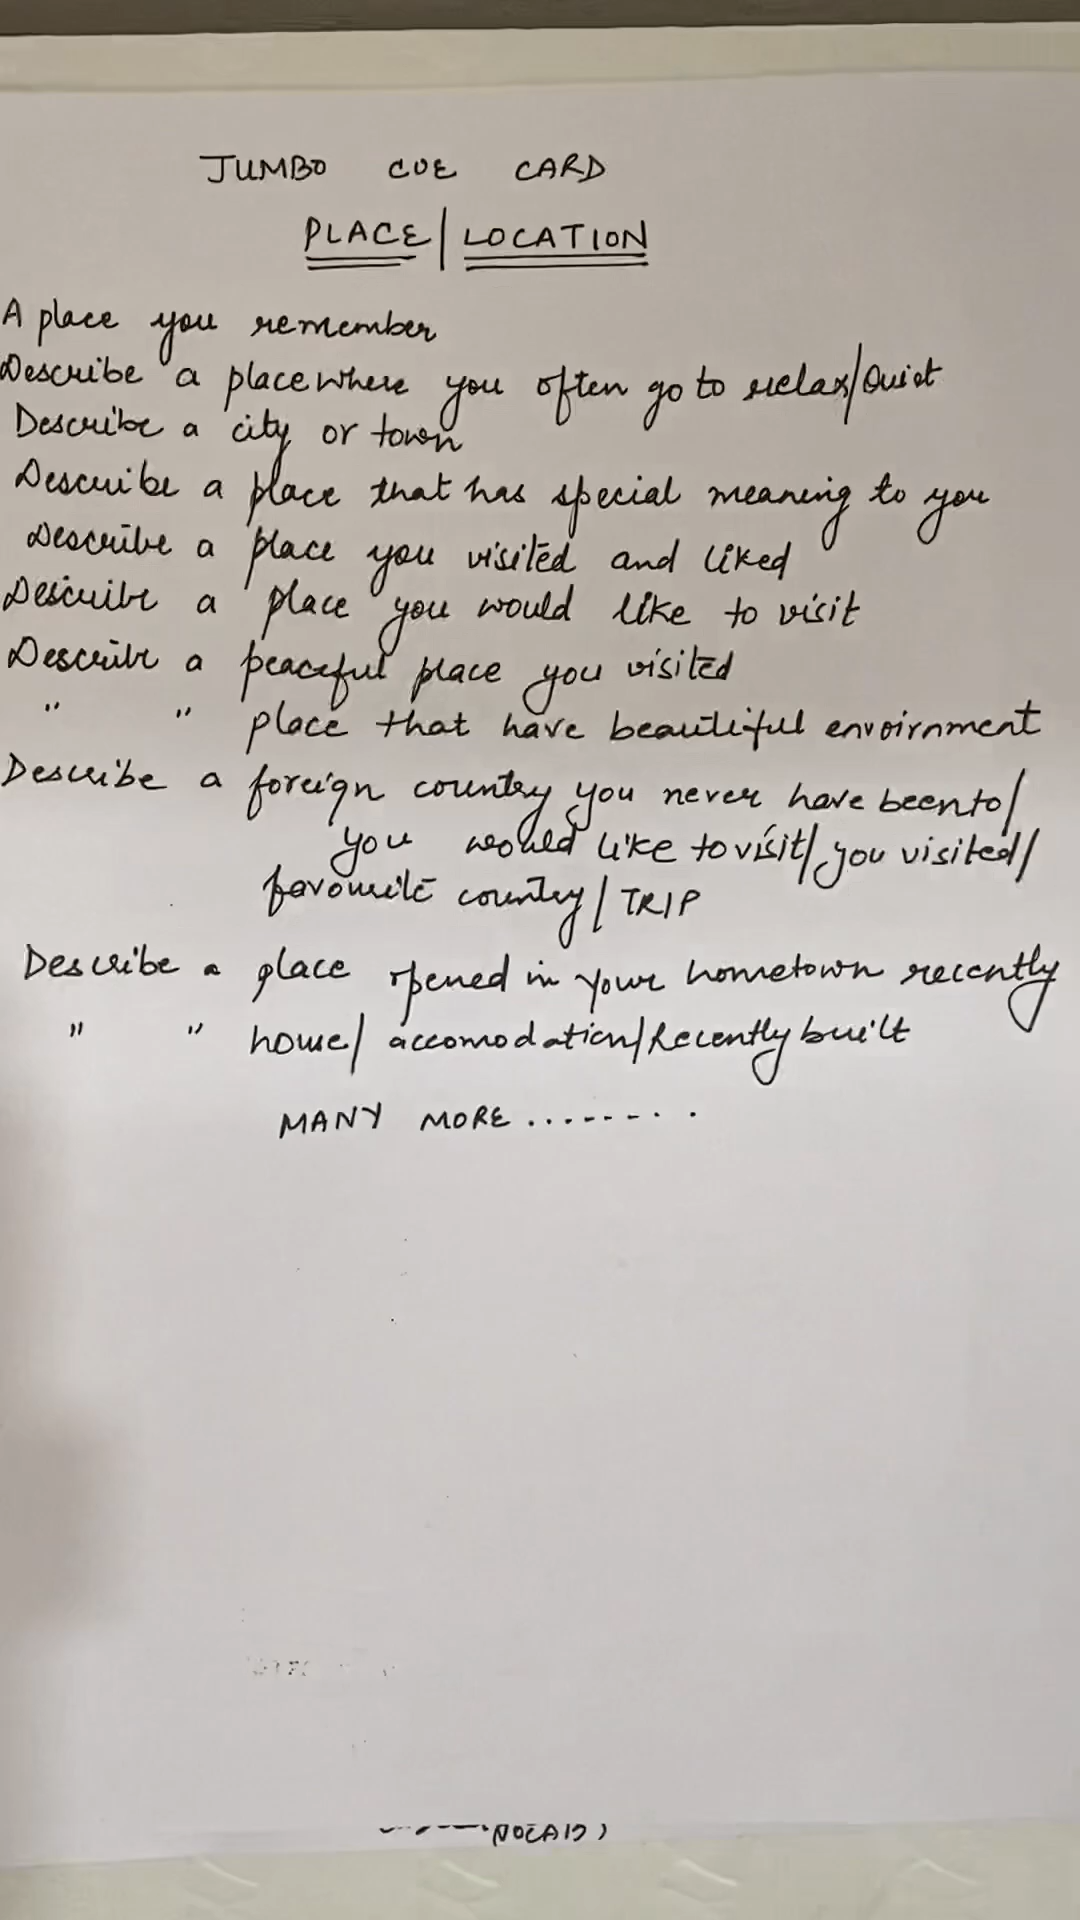 JUMBO CUE CARD
PLACE | LOCATION
A place you remember
Describe a place where you often go to relax/Quiet
Describe a city or town
Describe a place that has special meaning to you
Describe a place you visited and liked
Describe a place you would like to visit
Describe a peaceful place you visited
" " place that have beautiful envoirnment
Describe a foreign country you never have been to/
you would like to visit/ you visited/
favourite country/ TRIP
Describe a place opened in your hometown recently
" " house/ accomodation/Recently built
MANY MORE ........